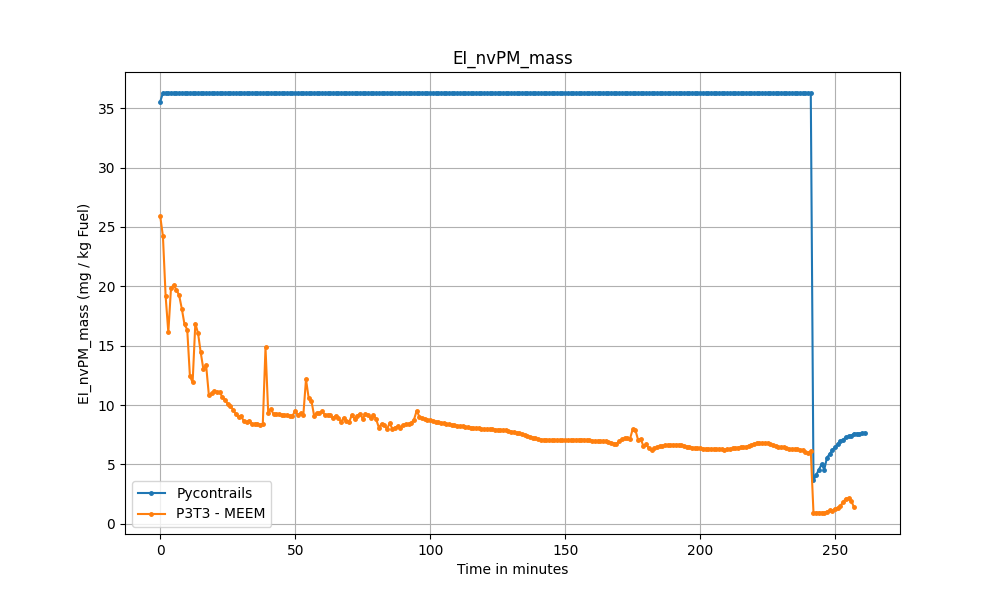 EI_nvPM_mass
EI_nvPM_mass (mg / kg Fuel)
35
30
25
20
15
10
5
0
Pycontrails
P3T3 - MEEM
0 50 100 150 200 250
Time in minutes